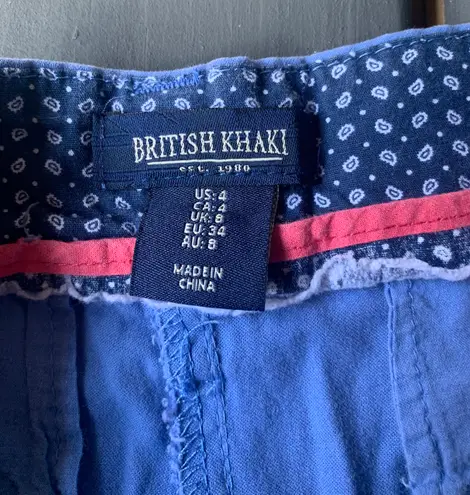 BRITISH KHAKI
EST. 1980
US: 4
CA: 4
UK: 8
EU: 34
AU: 8
MADE IN
CHINA